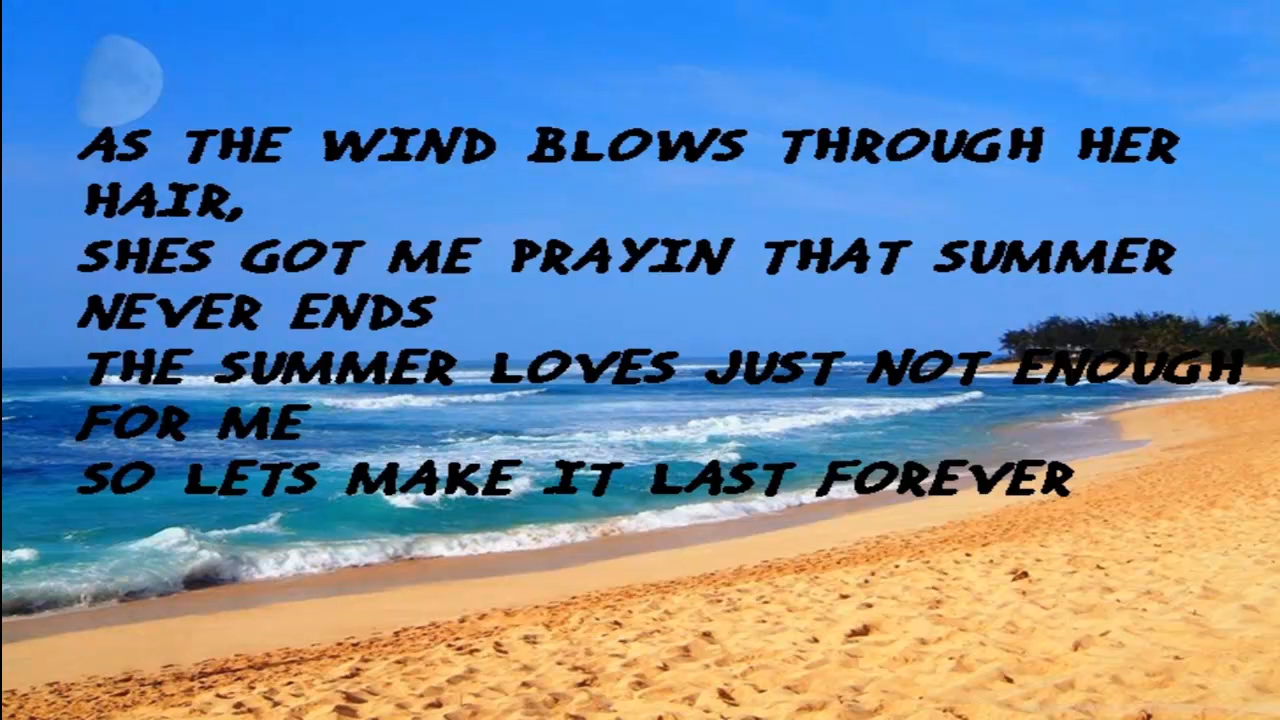 AS THE WIND BLOWS THROUGH HER
HAIR,
SHES GOT ME PRAYIN THAT SUMMER
NEVER ENDS
THE SUMMER LOVES JUST NOT ENOUGH
FOR ME
SO LETS MAKE IT LAST FOREVER